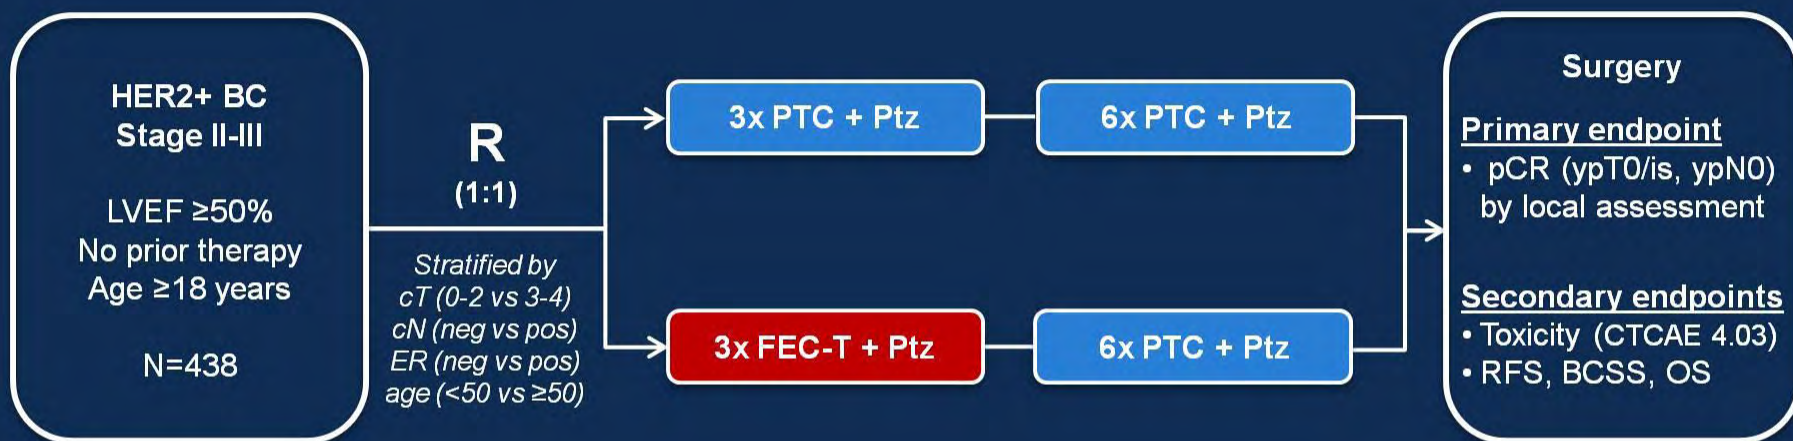 HER2+ BC
Stage II-III
LVEF ≥50%
No prior therapy
Age ≥18 years
N=438
R
(1:1)
Stratified by
cT (0-2 vs 3-4)
cN (neg vs pos)
ER (neg vs pos)
age (<50 vs ≥50)
3x PTC + Ptz
6x PTC + Ptz
3x FEC-T + Ptz
6x PTC + Ptz
Surgery
Primary endpoint
• pCR (ypT0/is, ypN0)
by local assessment
Secondary endpoints
• Toxicity (CTCAE 4.03)
• RFS, BCSS, OS